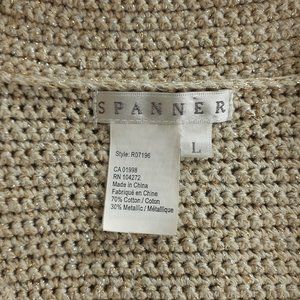 SPANNER
L
Style: R07196
CA 01998
RN 104272
Made in China
Fabriqué en Chine
70% Cotton / Coton
30% Metallic / Métallique